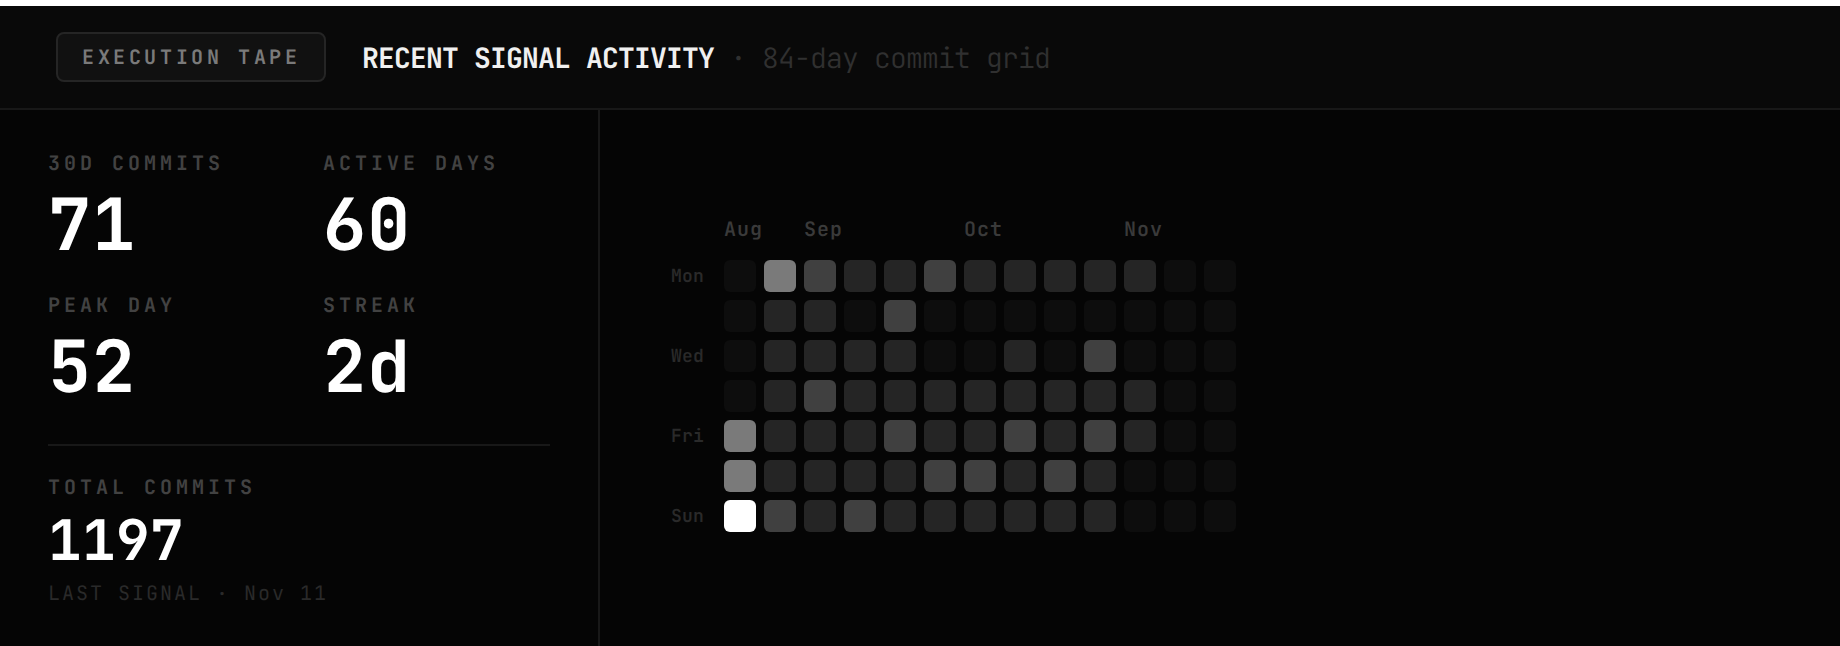 EXECUTION TAPE RECENT SIGNAL ACTIVITY · 84-day commit grid
30D COMMITS ACTIVE DAYS
71 60
PEAK DAY STREAK
52 2d
TOTAL COMMITS
1197
LAST SIGNAL · Nov 11
Aug Sep Oct Nov
Mon
Wed
Fri
Sun